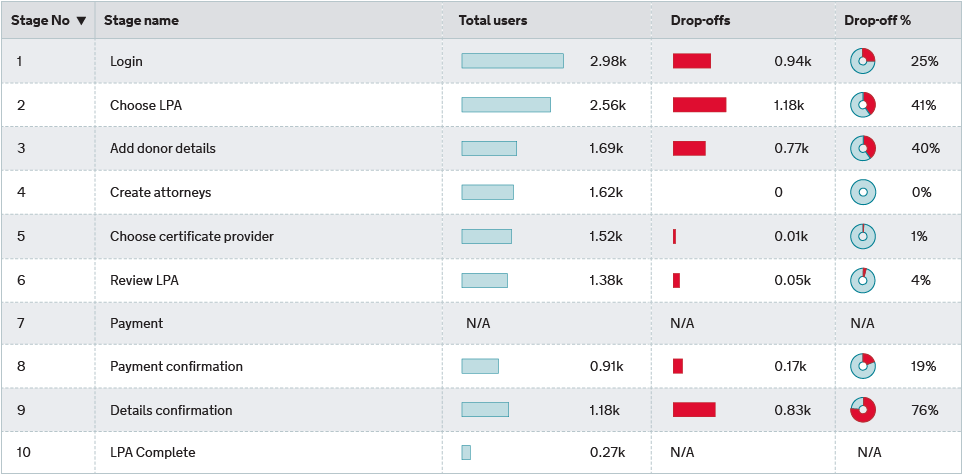 Stage No ▼ Stage name Total users Drop-offs Drop-off %
1 Login 2.98k 0.94k 25%
2 Choose LPA 2.56k 1.18k 41%
3 Add donor details 1.69k 0.77k 40%
4 Create attorneys 1.62k 0 0%
5 Choose certificate provider 1.52k 0.01k 1%
6 Review LPA 1.38k 0.05k 4%
7 Payment N/A N/A N/A
8 Payment confirmation 0.91k 0.17k 19%
9 Details confirmation 1.18k 0.83k 76%
10 LPA Complete 0.27k N/A N/A